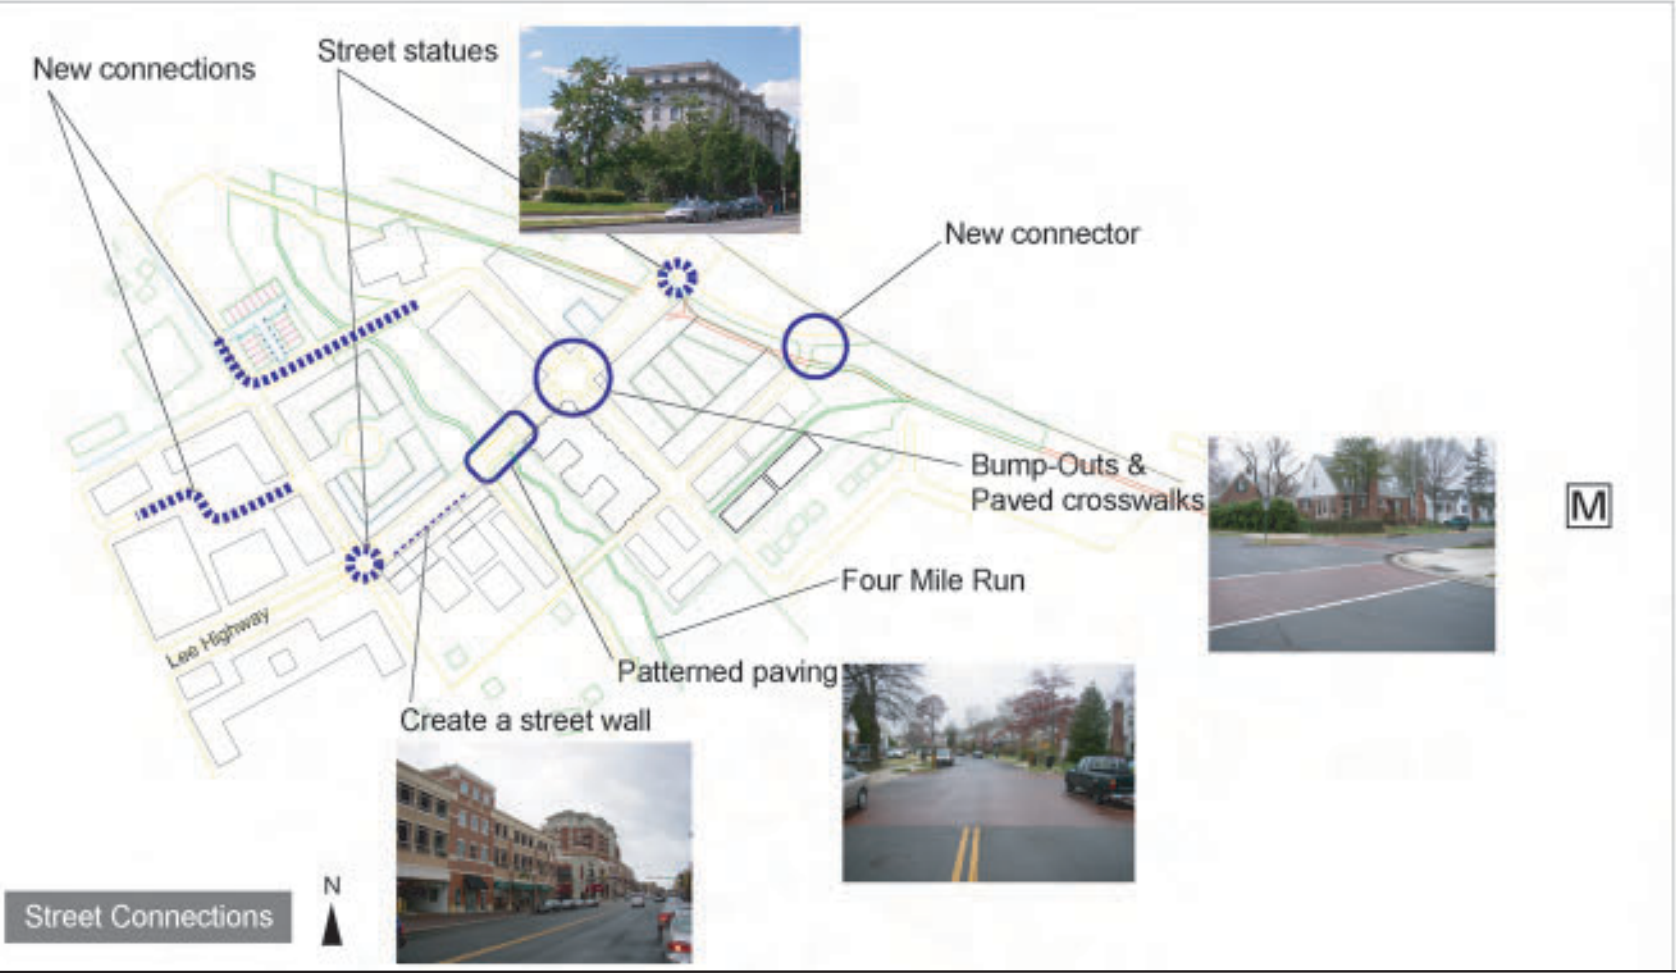 New connections
Street statues
New connector
Bump-Outs &
Paved crosswalks
M
Four Mile Run
Lee Highway
Patterned paving
Create a street wall
N
Street Connections